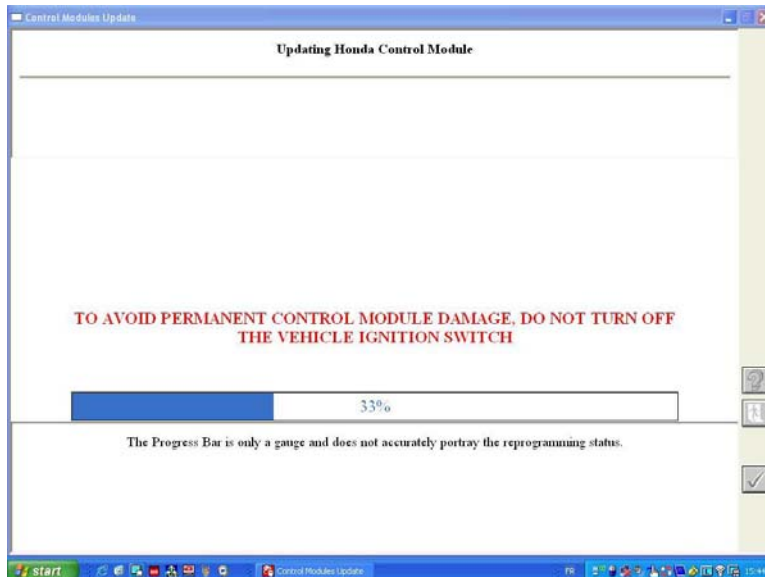 Control Modules Update
Updating Honda Control Module
TO AVOID PERMANENT CONTROL MODULE DAMAGE, DO NOT TURN OFF
THE VEHICLE IGNITION SWITCH
33%
The Progress Bar is only a gauge and does not accurately portray the reprogramming status.
start
Control Modules Update
FR